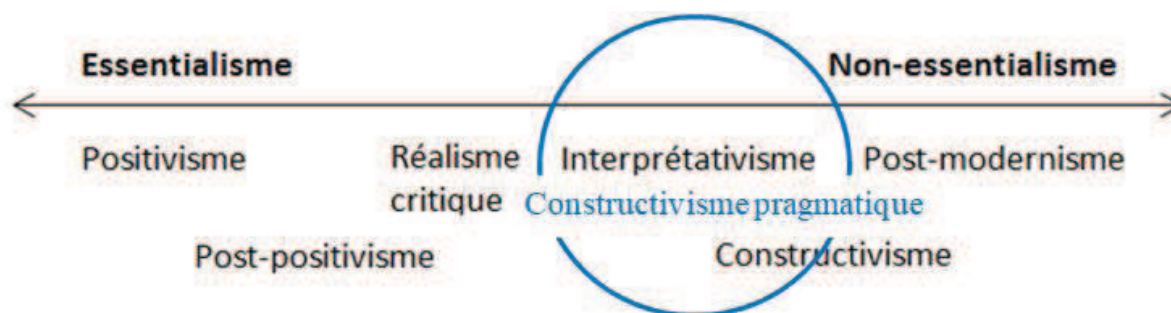 Essentialisme
Non-essentialisme
Positivisme
Réalisme
critique
Interprétativisme
Post-modernisme
Constructivisme pragmatique
Post-positivisme
Constructivisme